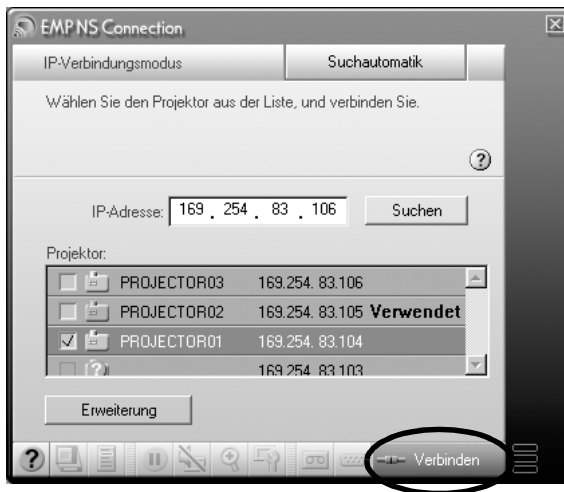 EMP NS Connection
IP-Verbindungsmodus Suchautomatik
Wählen Sie den Projektor aus der Liste, und verbinden Sie.
IP-Adresse: 169 . 254 . 83 . 106 Suchen
Projektor:
PROJECTOR03 169.254. 83.106
PROJECTOR02 169.254. 83.105 Verwendet
PROJECTOR01 169.254. 83.104
169.254. 83.103
Erweiterung
Verbinden